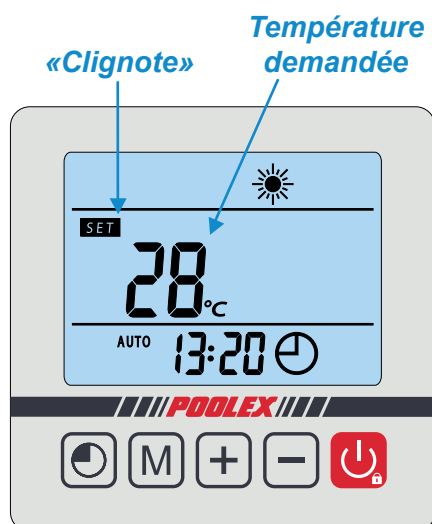 Température
demandée
«Clignote»
SET
28 °C
AUTO 13:20
POOLEX
M + −